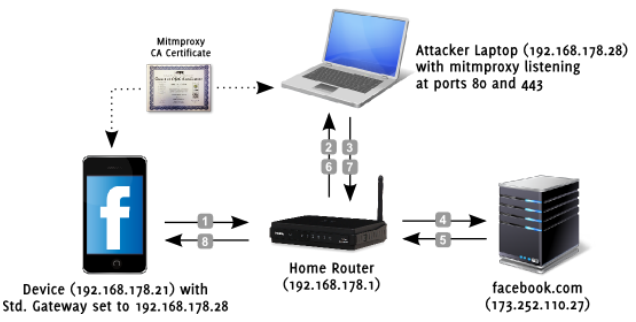 Mitmproxy
CA Certificate
Attacker Laptop (192.168.178.28)
with mitmproxy listening
at ports 80 and 443
2
3
6
7
f
1
8
4
5
Home Router
(192.168.178.1)
Device (192.168.178.21) with
Std. Gateway set to 192.168.178.28
facebook.com
(173.252.110.27)